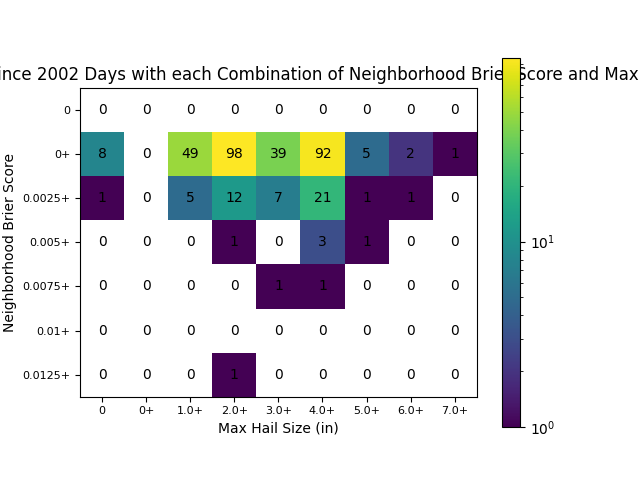 ince 2002 Days with each Combination of Neighborhood Brier Score and Max
Neighborhood Brier Score
0 0 0 0 0 0 0 0 0 0
0+ 8 0 49 98 39 92 5 2 1
0.0025+ 1 0 5 12 7 21 1 1 0
0.005+ 0 0 0 1 0 3 1 0 0
0.0075+ 0 0 0 0 1 1 0 0 0
0.01+ 0 0 0 0 0 0 0 0 0
0.0125+ 0 0 0 1 0 0 0 0 0
0 0+ 1.0+ 2.0+ 3.0+ 4.0+ 5.0+ 6.0+ 7.0+
Max Hail Size (in)
10¹
10⁰